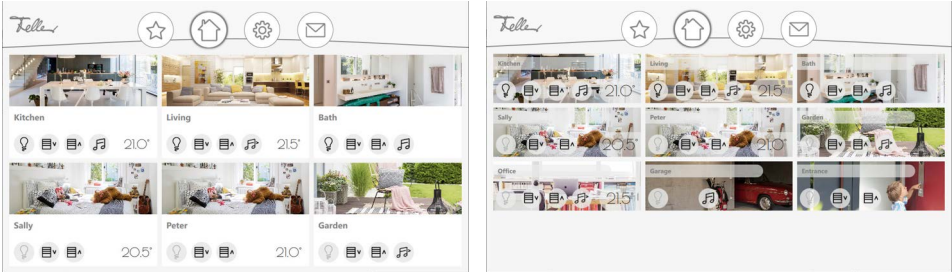 Feller
Kitchen
Living
Bath
21.0°
21.5°
Sally
Peter
Garden
20.5°
21.0°
Feller
Kitchen
Living
Bath
21.0°
21.5°
Sally
Peter
Garden
20.5°
21.0°
Office
Garage
Entrance
21.5°